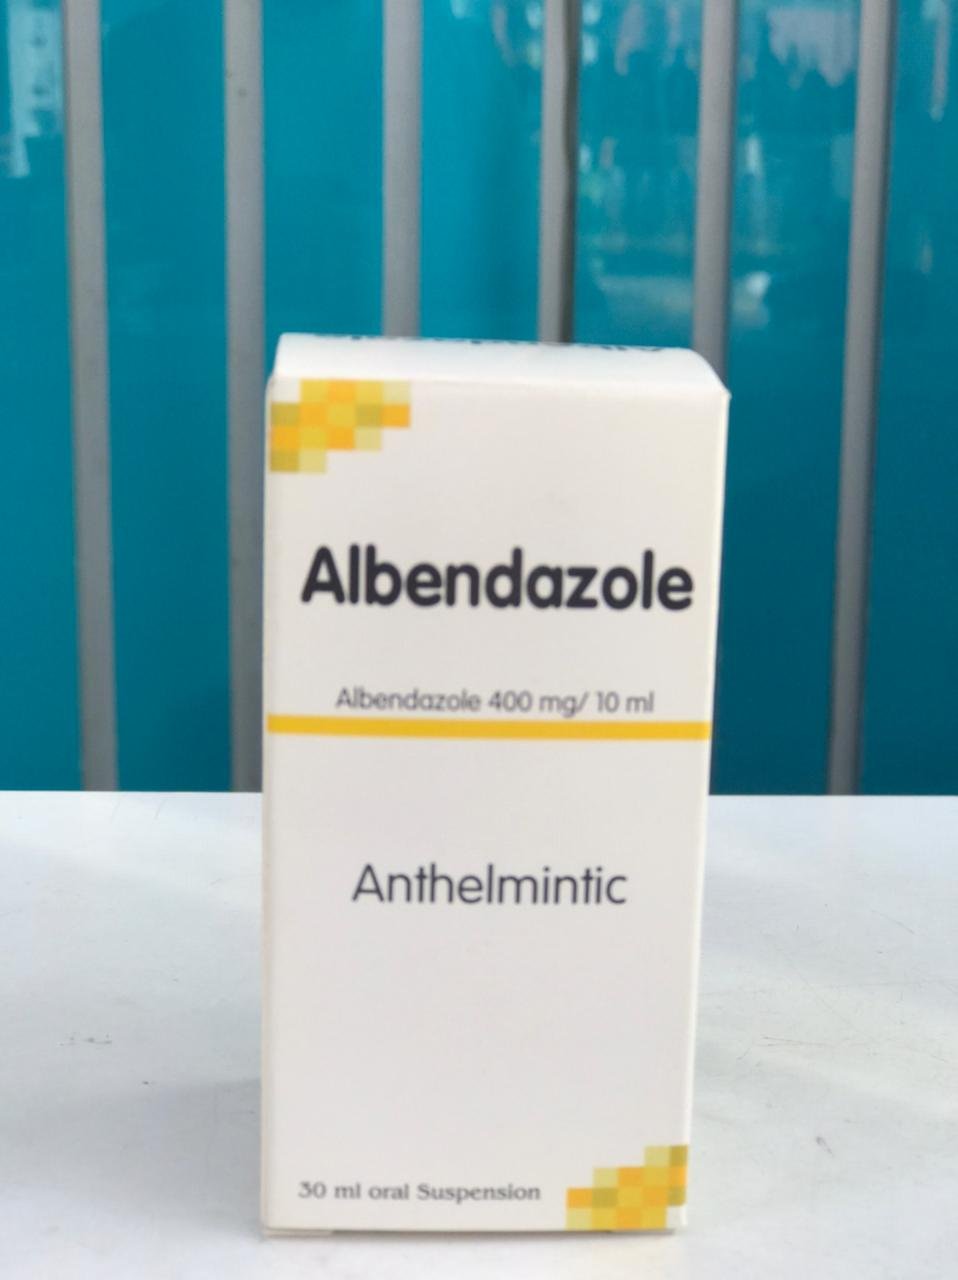 Albendazole
Albendazole 400 mg/ 10 ml
Anthelmintic
30 ml oral Suspension